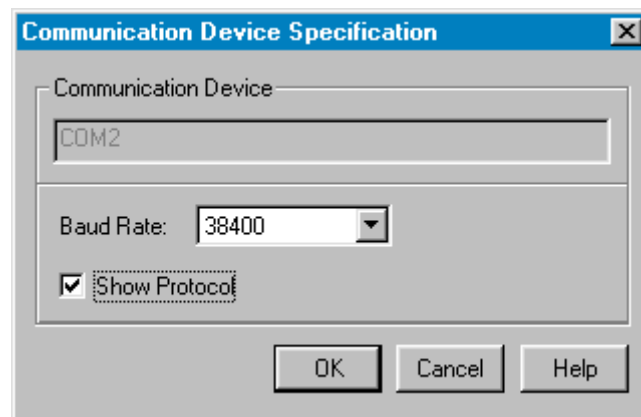 Communication Device Specification
Communication Device
COM2
Baud Rate: 38400
Show Protocol
OK Cancel Help